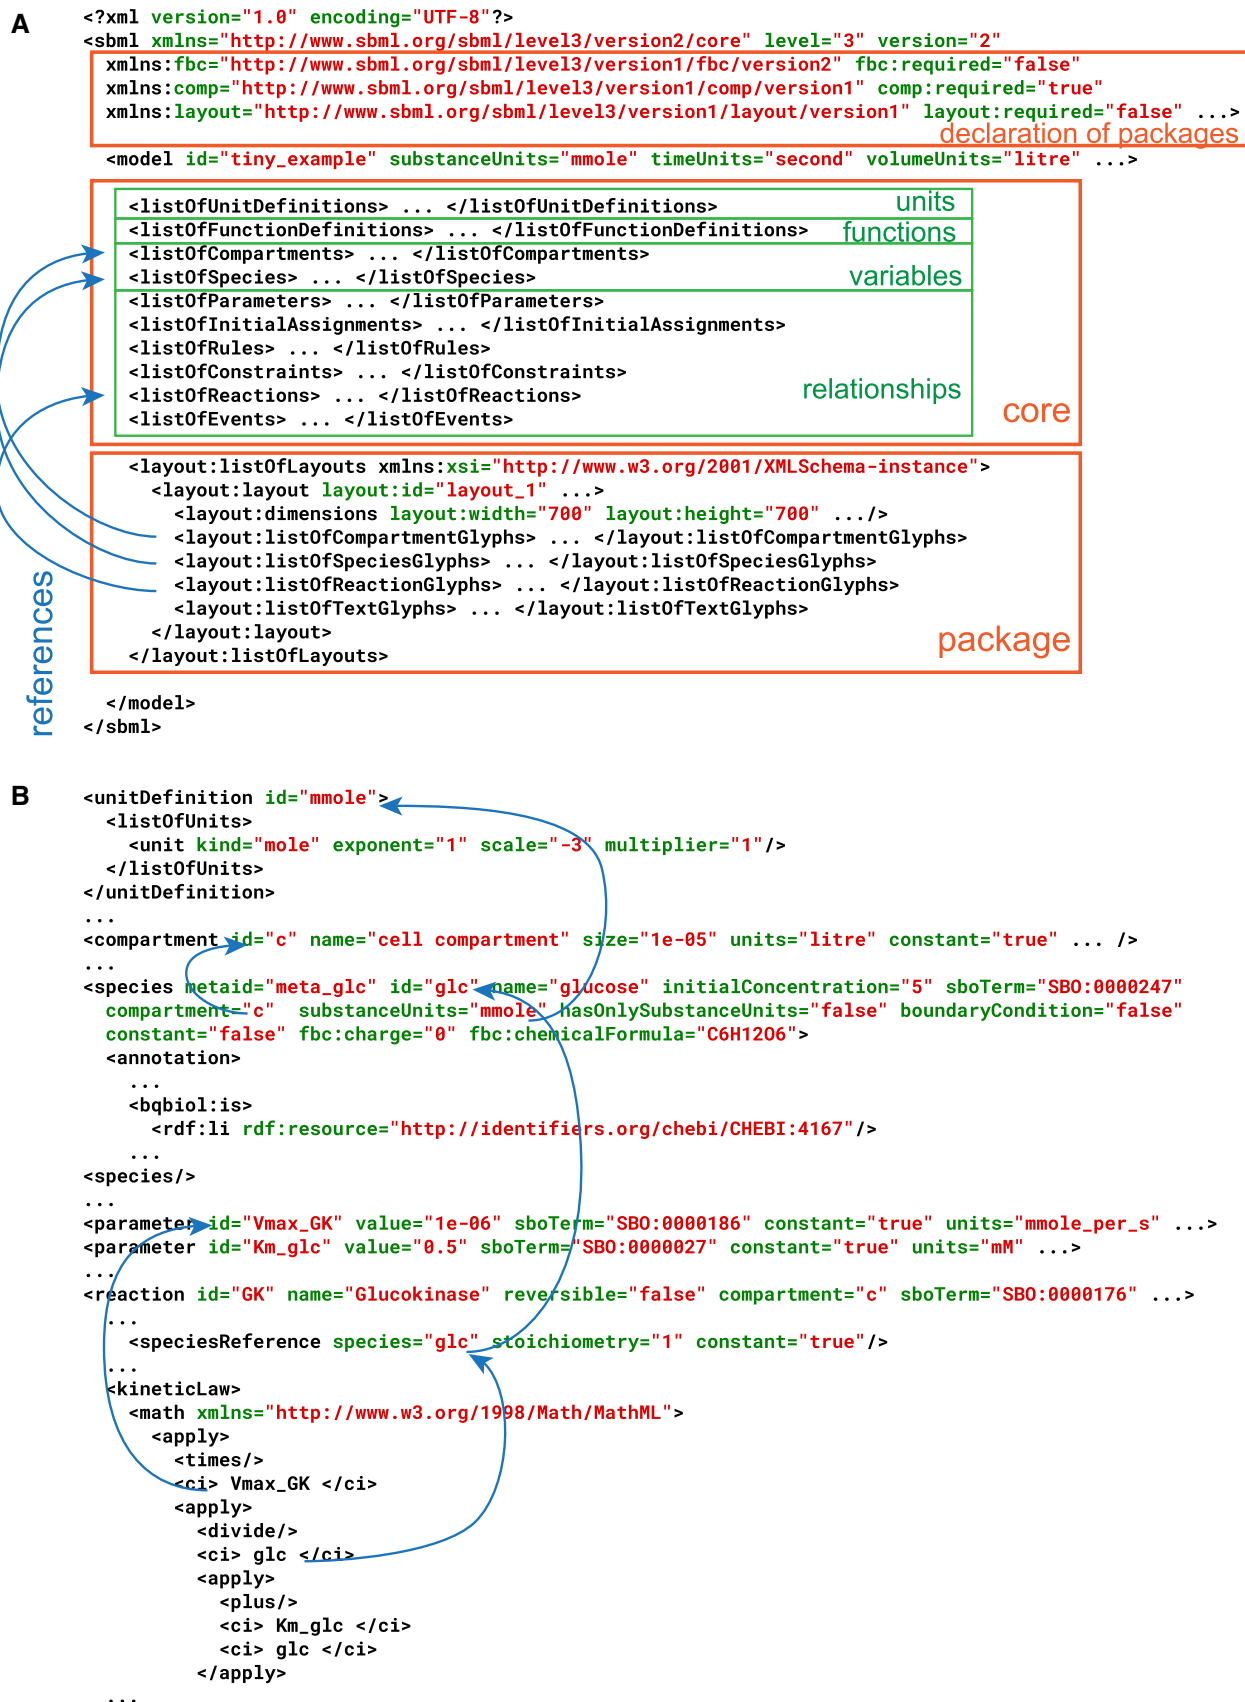 A
<?xml version="1.0" encoding="UTF-8"?>
<sbml xmlns="http://www.sbml.org/sbml/level3/version2/core" level="3" version="2"
xmlns:fbc="http://www.sbml.org/sbml/level3/version1/fbc/version2" fbc:required="false"
xmlns:comp="http://www.sbml.org/sbml/level3/version1/comp/version1" comp:required="true"
xmlns:layout="http://www.sbml.org/sbml/level3/version1/layout/version1" layout:required="false" ...>
declaration of packages
<model id="tiny_example" substanceUnits="mmole" timeUnits="second" volumeUnits="litre" ...>
<listOfUnitDefinitions> ... </listOfUnitDefinitions> units
<listOfFunctionDefinitions> ... </listOfFunctionDefinitions> functions
<listOfCompartments> ... </listOfCompartments>
<listOfSpecies> ... </listOfSpecies> variables
<listOfParameters> ... </listOfParameters>
<listOfInitialAssignments> ... </listOfInitialAssignments>
<listOfRules> ... </listOfRules>
<listOfConstraints> ... </listOfConstraints>
<listOfReactions> ... </listOfReactions> relationships
<listOfEvents> ... </listOfEvents> core
<layout:listOfLayouts xmlns:xsi="http://www.w3.org/2001/XMLSchema-instance">
<layout:layout layout:id="layout_1" ...>
<layout:dimensions layout:width="700" layout:height="700" .../>
<layout:listOfCompartmentGlyphs> ... </layout:listOfCompartmentGlyphs>
<layout:listOfSpeciesGlyphs> ... </layout:listOfSpeciesGlyphs>
<layout:listOfReactionGlyphs> ... </layout:listOfReactionGlyphs>
<layout:listOfTextGlyphs> ... </layout:listOfTextGlyphs>
</layout:layout> package
</layout:listOfLayouts>
references
</model>
</sbml>
B
<unitDefinition id="mmole">
<listOfUnits>
<unit kind="mole" exponent="1" scale="-3" multiplier="1"/>
</listOfUnits>
</unitDefinition>
...
<compartment id="c" name="cell compartment" size="1e-05" units="litre" constant="true" ... />
...
<species metaid="meta_glc" id="glc" name="glucose" initialConcentration="5" sboTerm="SBO:0000247"
compartment="c" substanceUnits="mmole" hasOnlySubstanceUnits="false" boundaryCondition="false"
constant="false" fbc:charge="0" fbc:chemicalFormula="C6H12O6">
<annotation>
...
<bqbiol:is>
<rdf:li rdf:resource="http://identifiers.org/chebi/CHEBI:4167"/>
...
<species/>
...
<parameter id="Vmax_GK" value="1e-06" sboTerm="SBO:0000186" constant="true" units="mmole_per_s" ...>
<parameter id="Km_glc" value="0.5" sboTerm="SBO:0000027" constant="true" units="mM" ...>
...
<reaction id="GK" name="Glucokinase" reversible="false" compartment="c" sboTerm="SBO:0000176" ...>
...
<speciesReference species="glc" stoichiometry="1" constant="true"/>
...
<kineticLaw>
<math xmlns="http://www.w3.org/1998/Math/MathML">
<apply>
<times/>
<ci> Vmax_GK </ci>
<apply>
<divide/>
<ci> glc </ci>
<apply>
<plus/>
<ci> Km_glc </ci>
<ci> glc </ci>
</apply>
...